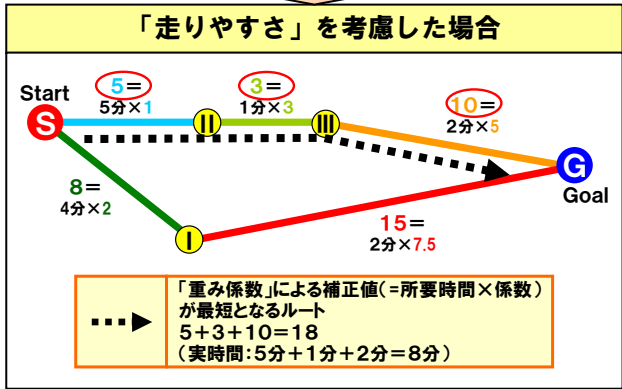 「走りやすさ」を考慮した場合
Start
S
5=
5分×1
II
3=
1分×3
III
10=
2分×5
G
Goal
8=
4分×2
I
15=
2分×7.5
「重み係数」による補正値(=所要時間×係数)
が最短となるルート
5+3+10=18
(実時間:5分+1分+2分=8分)